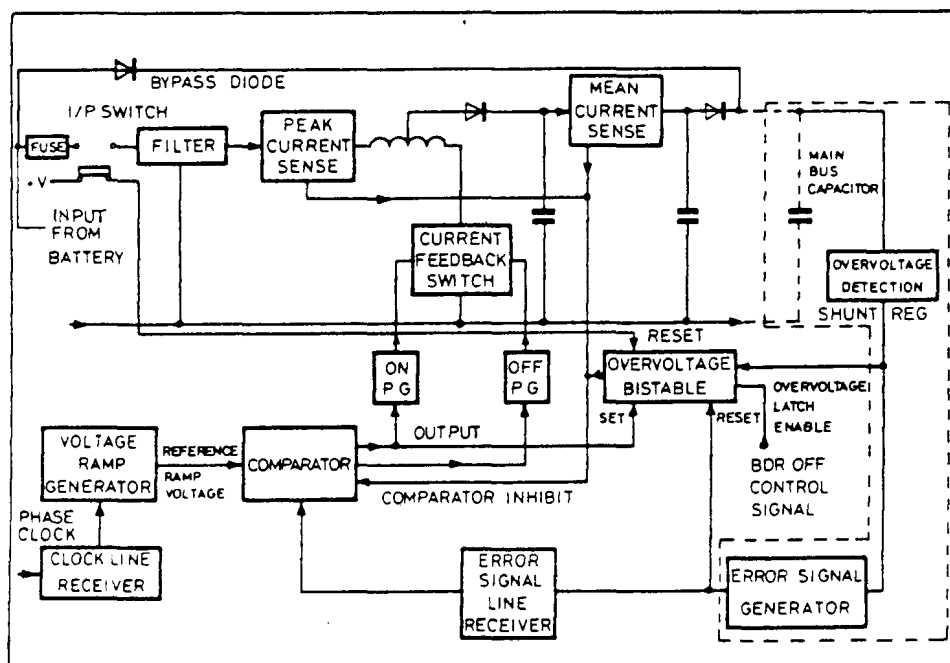 BYPASS DIODE
I/P SWITCH
FUSE
FILTER
PEAK
CURRENT
SENSE
MEAN
CURRENT
SENSE
MAIN
BUS
CAPACITOR
+V
INPUT
FROM
BATTERY
CURRENT
FEEDBACK
SWITCH
OVERVOLTAGE
DETECTION
SHUNT REG
RESET
ON
P.G
OFF
P.G
OVERVOLTAGE
BISTABLE
SET
RESET
OVERVOLTAGE
LATCH
ENABLE
BDR OFF
CONTROL
SIGNAL
VOLTAGE
RAMP
GENERATOR
REFERENCE
RAMP
VOLTAGE
COMPARATOR
OUTPUT
COMPARATOR INHIBIT
PHASE
CLOCK
CLOCK LINE
RECEIVER
ERROR
SIGNAL
LINE
RECEIVER
ERROR SIGNAL
GENERATOR